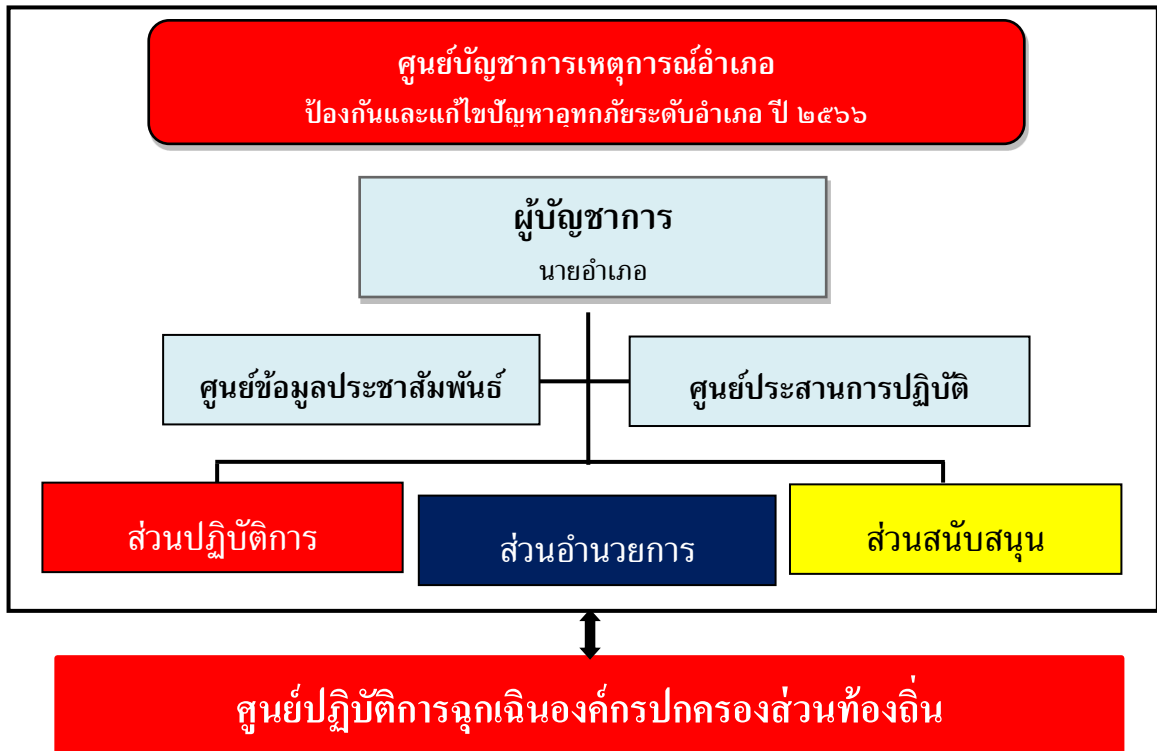 ศูนย์บัญชาการเหตุการณ์อำเภอ
ป้องกันและแก้ไขปัญหาอุทกภัยระดับอำเภอ ปี ๒๕๖๖
ผู้บัญชาการ
นายอำเภอ
ศูนย์ข้อมูลประชาสัมพันธ์
ศูนย์ประสานการปฏิบัติ
ส่วนปฏิบัติการ
ส่วนอำนวยการ
ส่วนสนับสนุน
ศูนย์ปฏิบัติการฉุกเฉินองค์กรปกครองส่วนท้องถิ่น